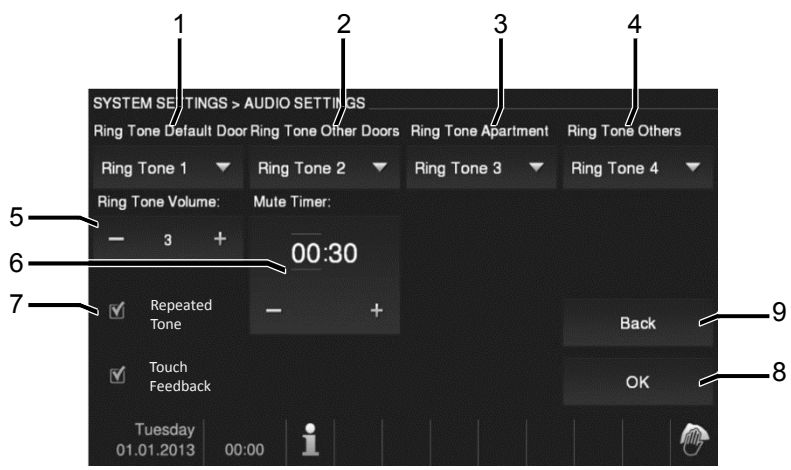 1 2 3 4
SYSTEM SETTINGS > AUDIO SETTINGS
Ring Tone Default Door Ring Tone Other Doors Ring Tone Apartment Ring Tone Others
Ring Tone 1 Ring Tone 2 Ring Tone 3 Ring Tone 4
Ring Tone Volume: Mute Timer:
5
− 3 +
00:30
6
7
Repeated
Tone
− +
Back
9
Touch
Feedback
OK
8
Tuesday
01.01.2013 00:00 i